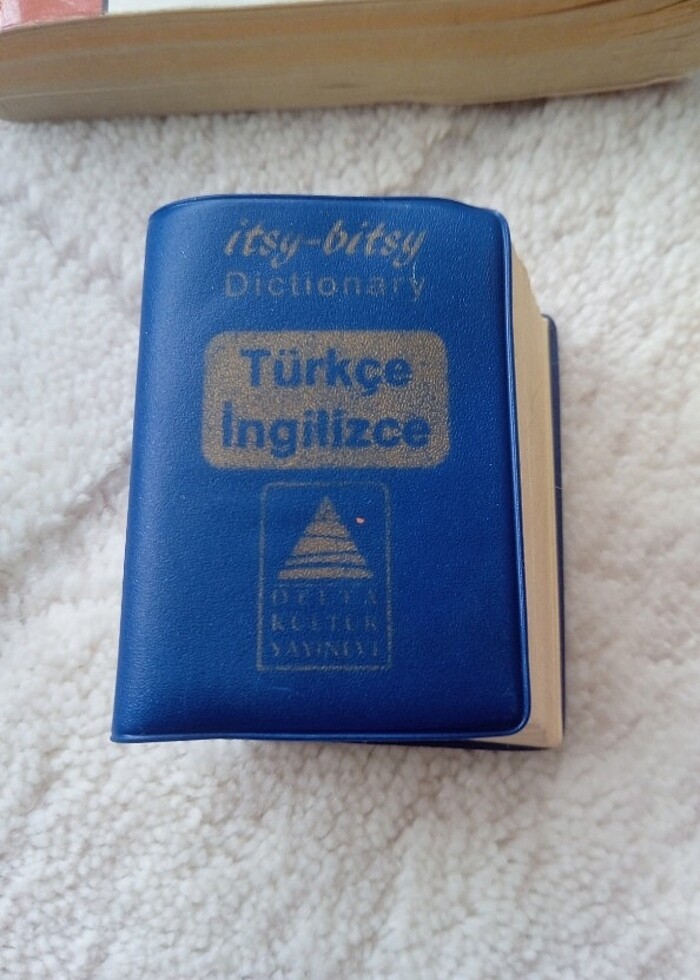 itsy-bitsy
Dictionary
Türkçe
İngilizce
DELTA
KÜLTÜR
YAYINEVİ